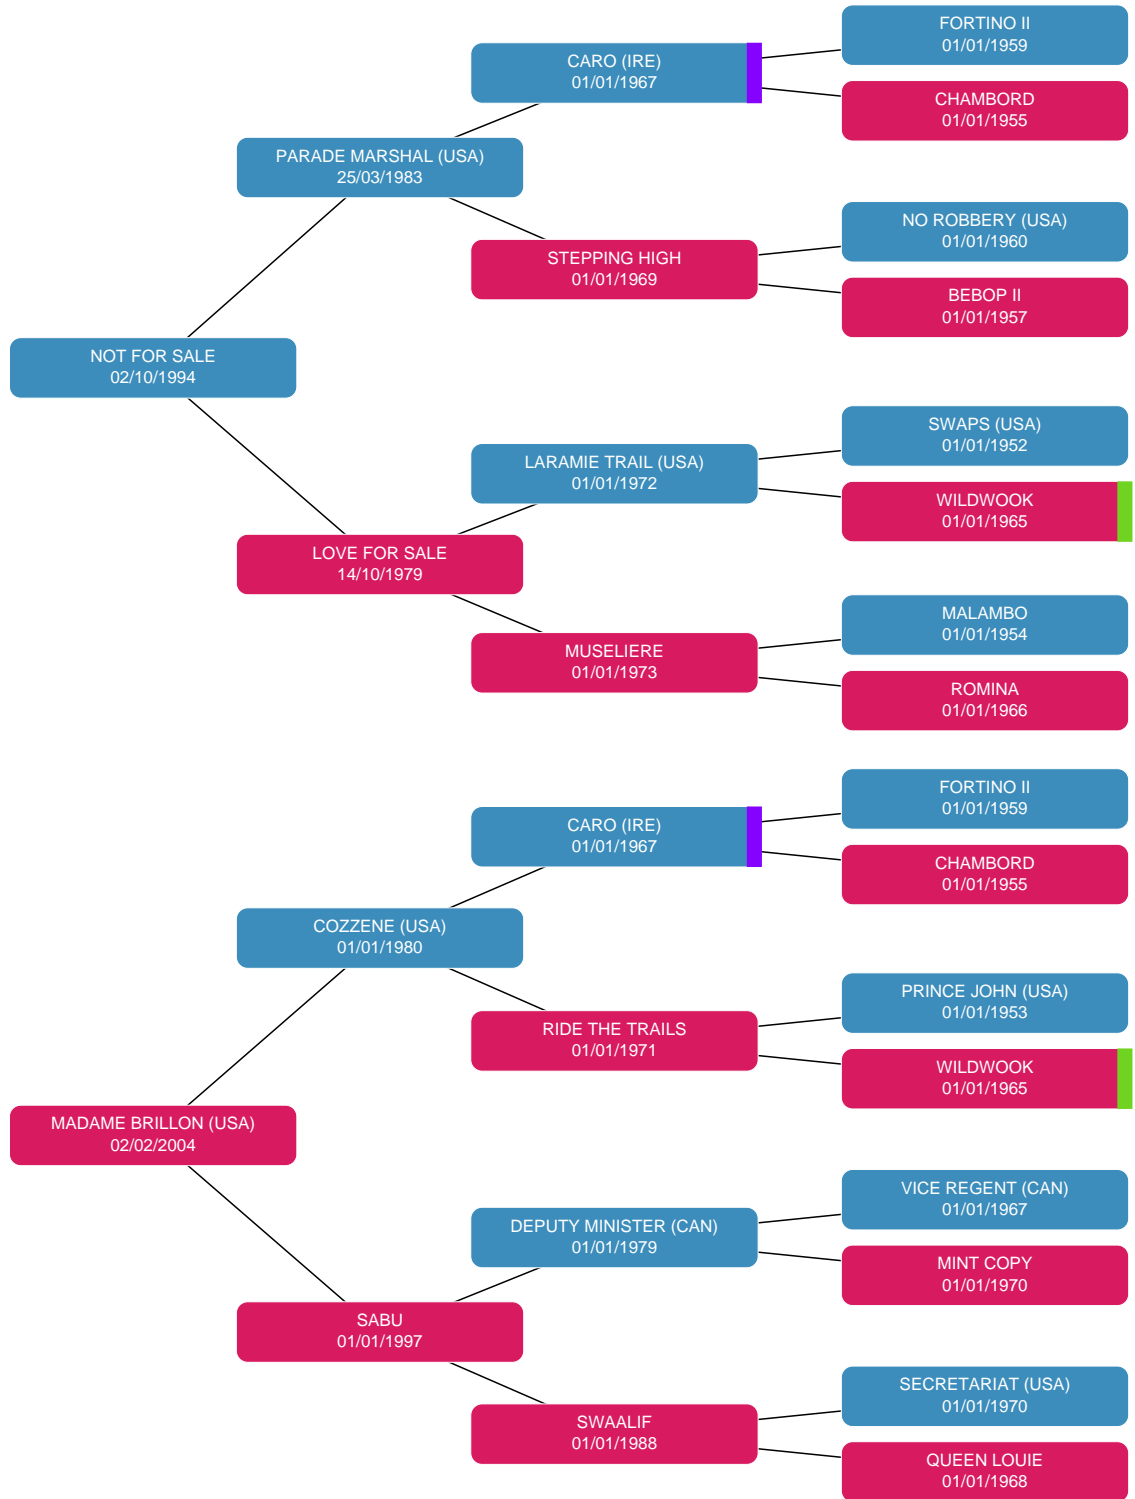 FORTINO II
01/01/1959
CARO (IRE)
01/01/1967
CHAMBORD
01/01/1955
PARADE MARSHAL (USA)
25/03/1983
NO ROBBERY (USA)
01/01/1960
STEPPING HIGH
01/01/1969
BEBOP II
01/01/1957
NOT FOR SALE
02/10/1994
SWAPS (USA)
01/01/1952
LARAMIE TRAIL (USA)
01/01/1972
WILDWOOK
01/01/1965
LOVE FOR SALE
14/10/1979
MALAMBO
01/01/1954
MUSELIERE
01/01/1973
ROMINA
01/01/1966
FORTINO II
01/01/1959
CARO (IRE)
01/01/1967
CHAMBORD
01/01/1955
COZZENE (USA)
01/01/1980
PRINCE JOHN (USA)
01/01/1953
RIDE THE TRAILS
01/01/1971
WILDWOOK
01/01/1965
MADAME BRILLON (USA)
02/02/2004
VICE REGENT (CAN)
01/01/1967
DEPUTY MINISTER (CAN)
01/01/1979
MINT COPY
01/01/1970
SABU
01/01/1997
SECRETARIAT (USA)
01/01/1970
SWAALIF
01/01/1988
QUEEN LOUIE
01/01/1968